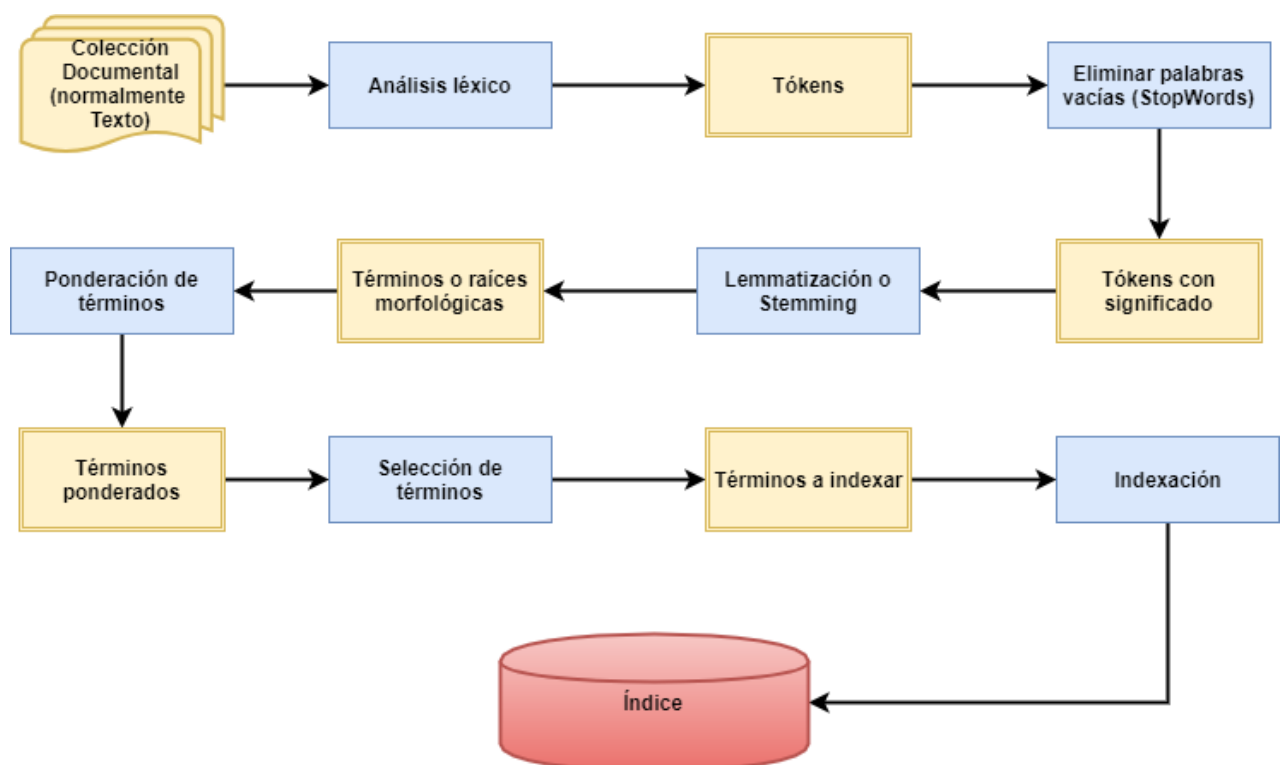 Colección
Documental
(normalmente
Texto)
Análisis léxico
Tókens
Eliminar palabras
vacías (StopWords)
Ponderación de
términos
Términos o raíces
morfológicas
Lemmatización o
Stemming
Tókens con
significado
Términos
ponderados
Selección de
términos
Términos a indexar
Indexación
Índice